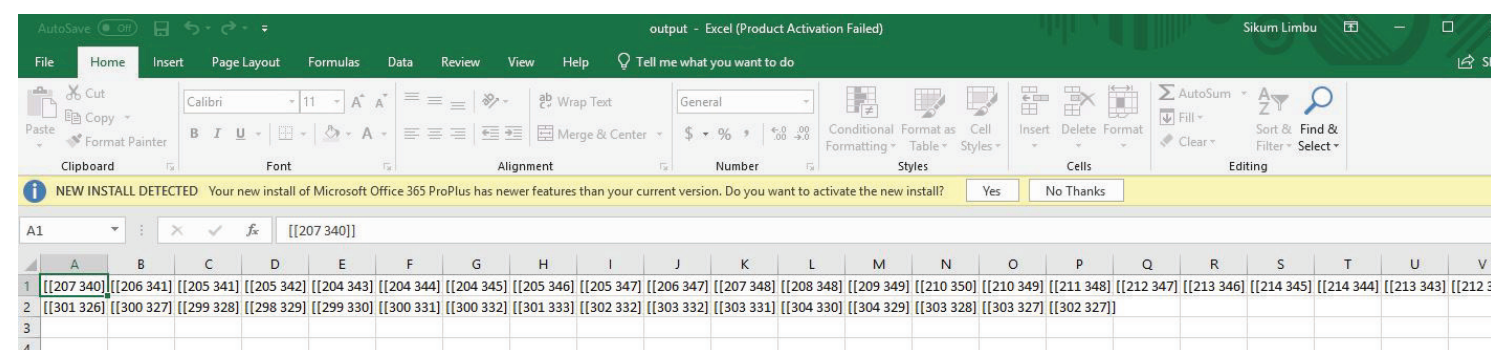 AutoSave Off output - Excel (Product Activation Failed) Sikum Limbu
File Home Insert Page Layout Formulas Data Review View Help Tell me what you want to do
Cut Calibri 11 A A ab Wrap Text General AutoSum
Copy Fill
Paste Format Painter B I U A Merge & Center $ % , Conditional Formatting Format as Table Cell Styles Insert Delete Format Clear Sort & Filter Find & Select
Clipboard Font Alignment Number Styles Cells Editing
NEW INSTALL DETECTED Your new install of Microsoft Office 365 ProPlus has newer features than your current version. Do you want to activate the new install? Yes No Thanks
A1 fx [[207 340]]
A B C D E F G H I J K L M N O P Q R S T U V
1 [[207 340] [[206 341] [[205 341] [[205 342] [[204 343] [[204 344] [[204 345] [[205 346] [[205 347] [[206 347] [[207 348] [[208 348] [[209 349] [[210 350] [[210 349] [[211 348] [[212 347] [[213 346] [[214 345] [[214 344] [[213 343] [[212
2 [[301 326] [[300 327] [[299 328] [[298 329] [[299 330] [[300 331] [[300 332] [[301 333] [[302 332] [[303 332] [[303 331] [[304 330] [[304 329] [[303 328] [[303 327] [[302 327]]
3
4